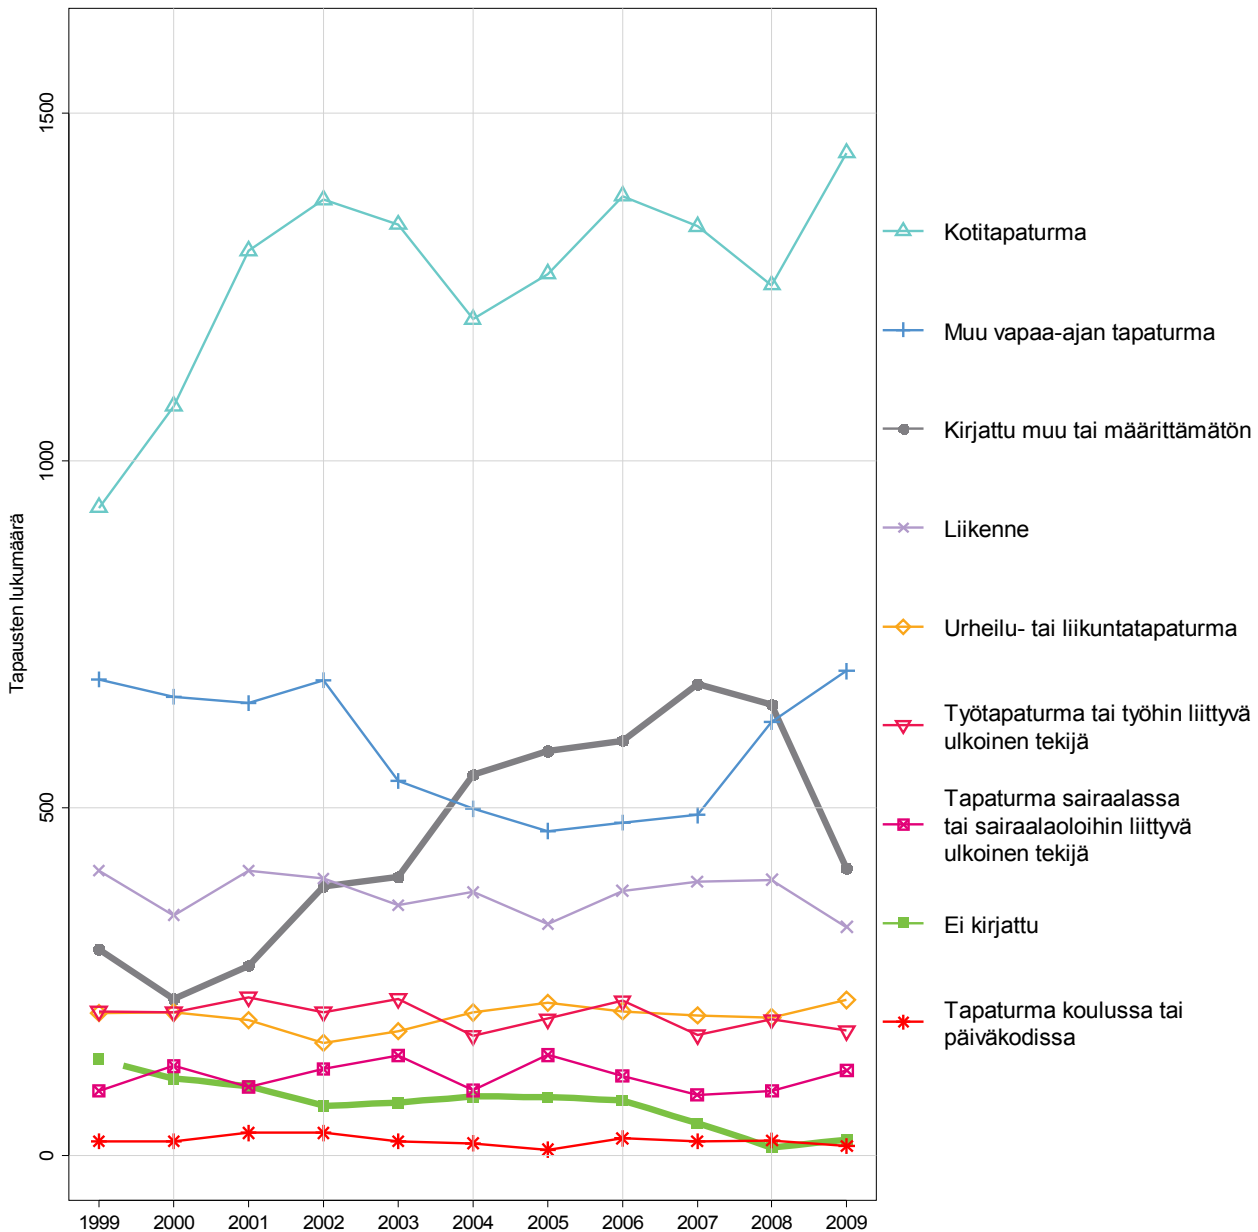 Tapausten lukumäärä
1500
1000
500
0
1999 2000 2001 2002 2003 2004 2005 2006 2007 2008 2009
Kotitapaturma
Muu vapaa-ajan tapaturma
Kirjattu muu tai määrittämätön
Liikenne
Urheilu- tai liikuntatapaturma
Työtapaturma tai työhin liittyvä
ulkoinen tekijä
Tapaturma sairaalassa
tai sairaalaoloihin liittyvä
ulkoinen tekijä
Ei kirjattu
Tapaturma koulussa tai
päiväkodissa